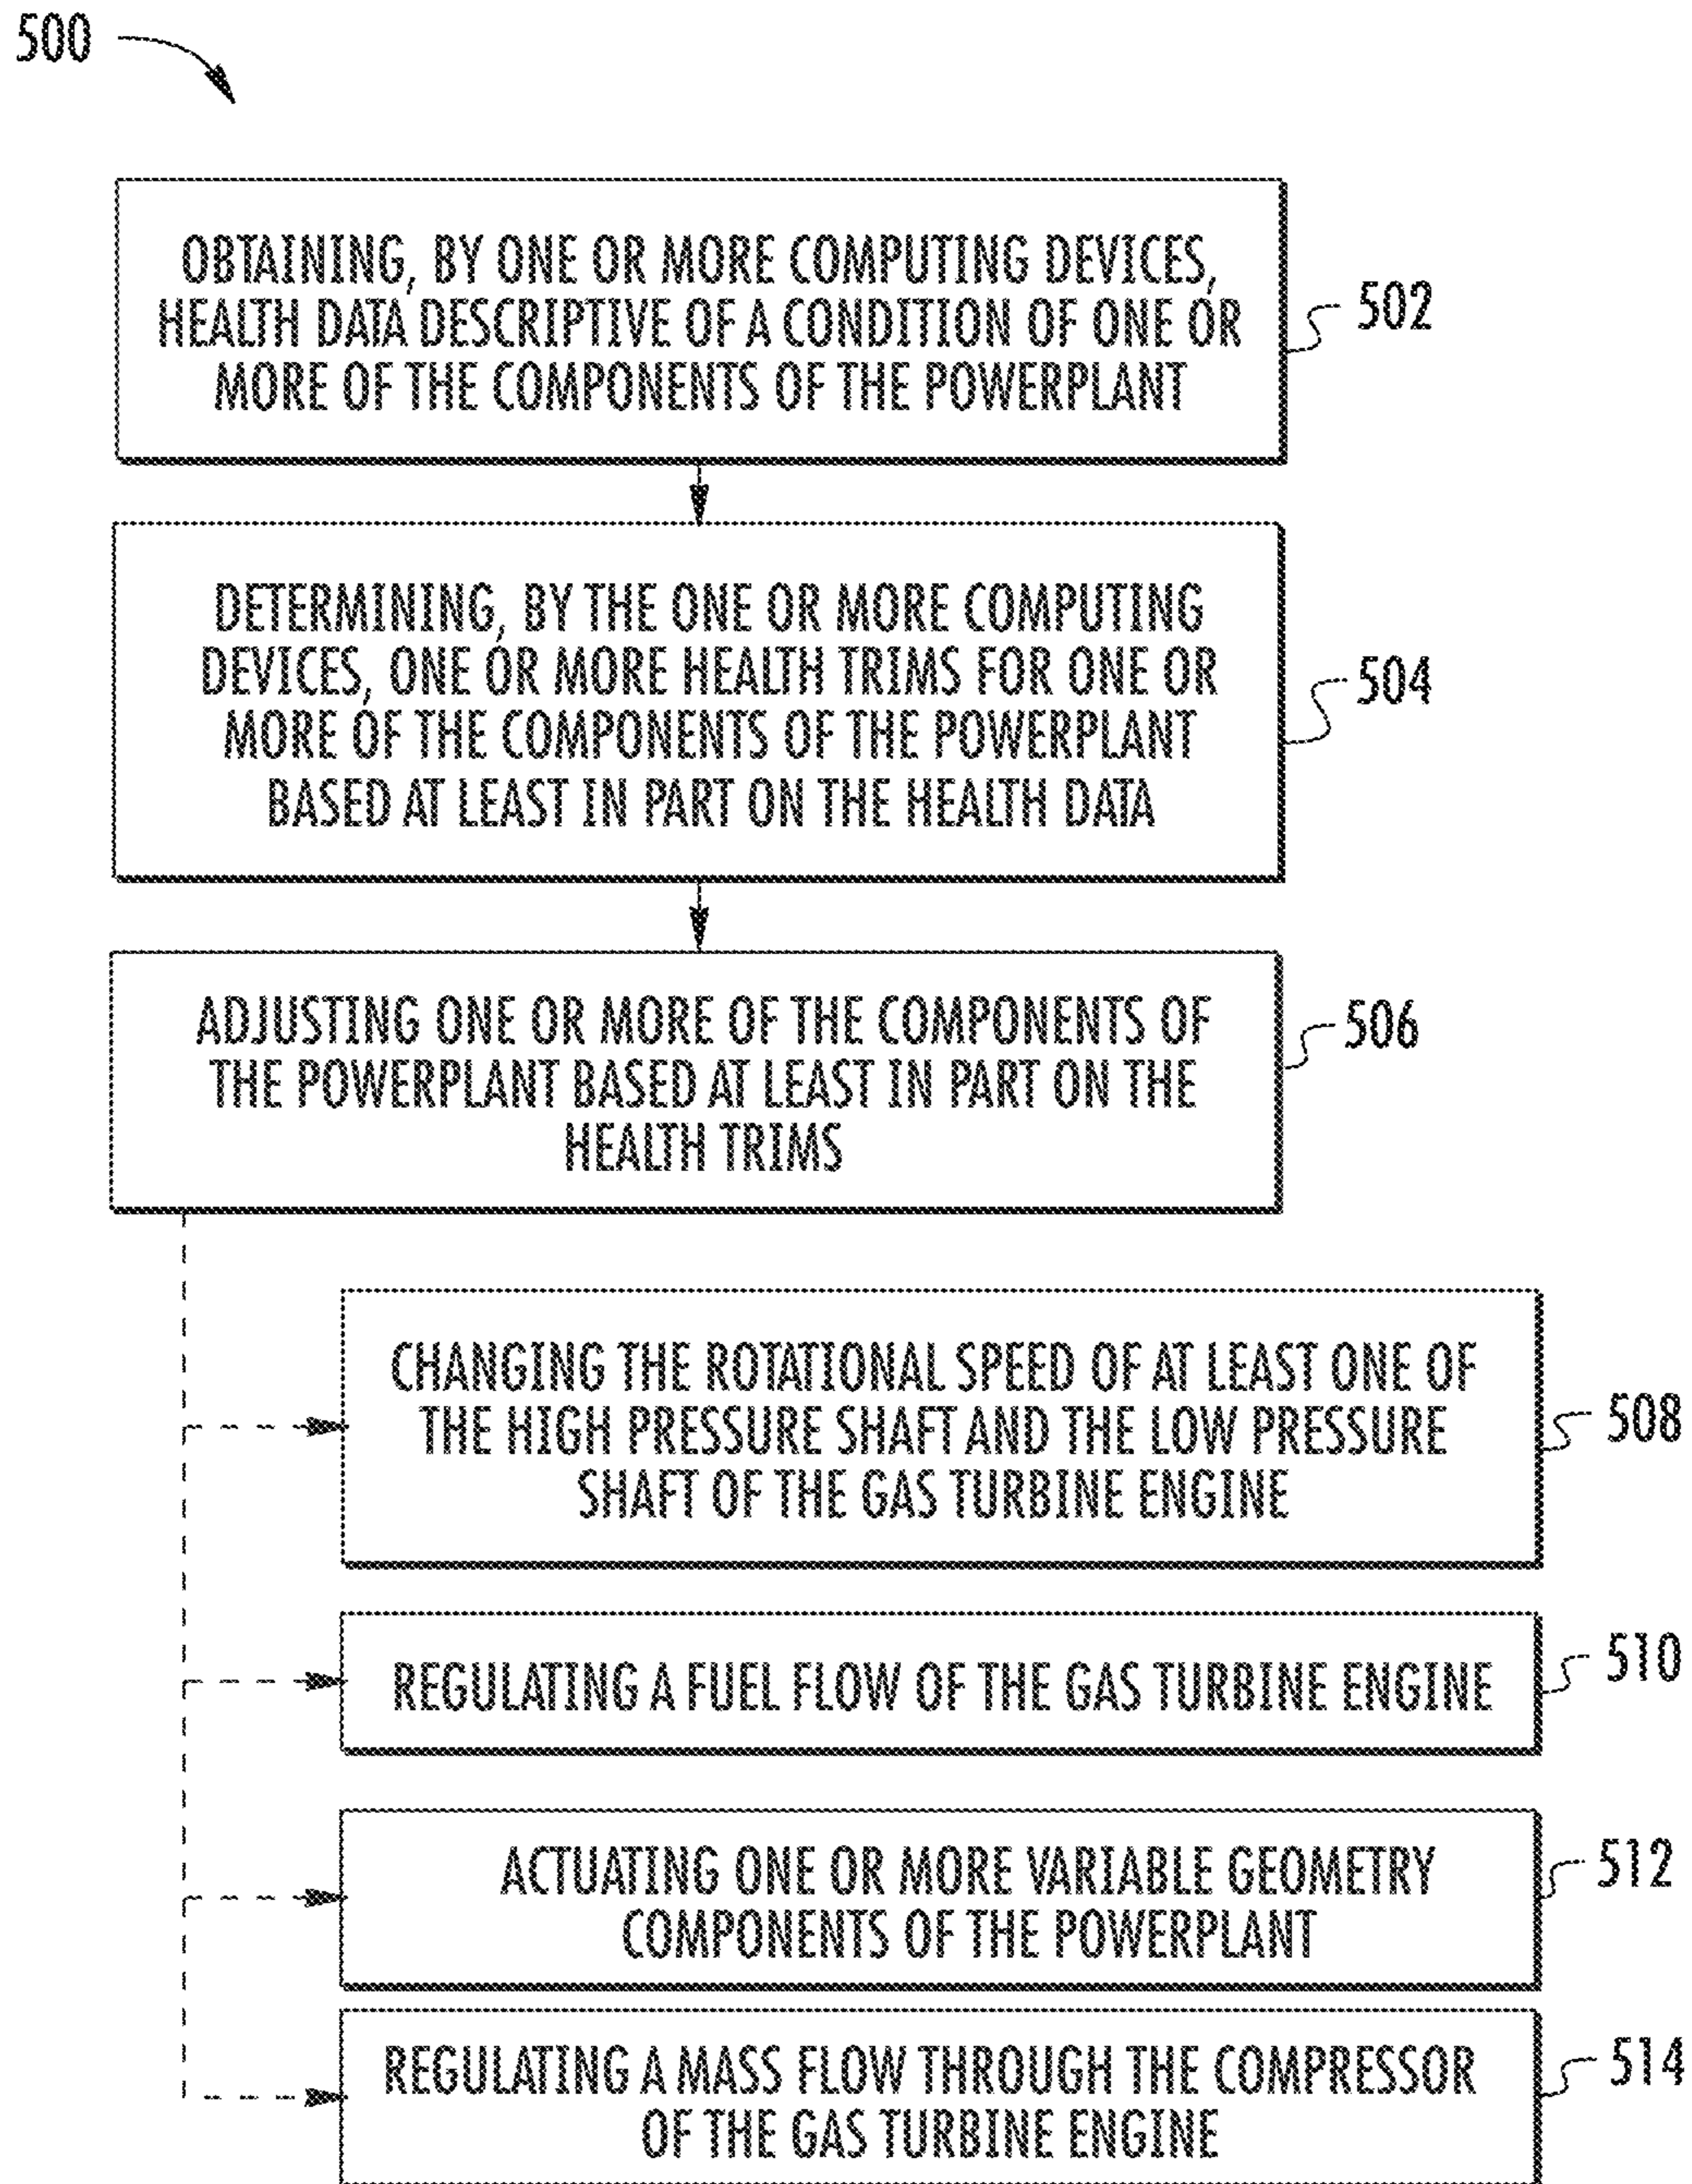 500
OBTAINING, BY ONE OR MORE COMPUTING DEVICES,
HEALTH DATA DESCRIPTIVE OF A CONDITION OF ONE OR
MORE OF THE COMPONENTS OF THE POWERPLANT
502
DETERMINING, BY THE ONE OR MORE COMPUTING
DEVICES, ONE OR MORE HEALTH TRIMS FOR ONE OR
MORE OF THE COMPONENTS OF THE POWERPLANT
BASED AT LEAST IN PART ON THE HEALTH DATA
504
ADJUSTING ONE OR MORE OF THE COMPONENTS OF
THE POWERPLANT BASED AT LEAST IN PART ON THE
HEALTH TRIMS
506
CHANGING THE ROTATIONAL SPEED OF AT LEAST ONE OF
THE HIGH PRESSURE SHAFT AND THE LOW PRESSURE
SHAFT OF THE GAS TURBINE ENGINE
508
REGULATING A FUEL FLOW OF THE GAS TURBINE ENGINE
510
ACTUATING ONE OR MORE VARIABLE GEOMETRY
COMPONENTS OF THE POWERPLANT
512
REGULATING A MASS FLOW THROUGH THE COMPRESSOR
OF THE GAS TURBINE ENGINE
514